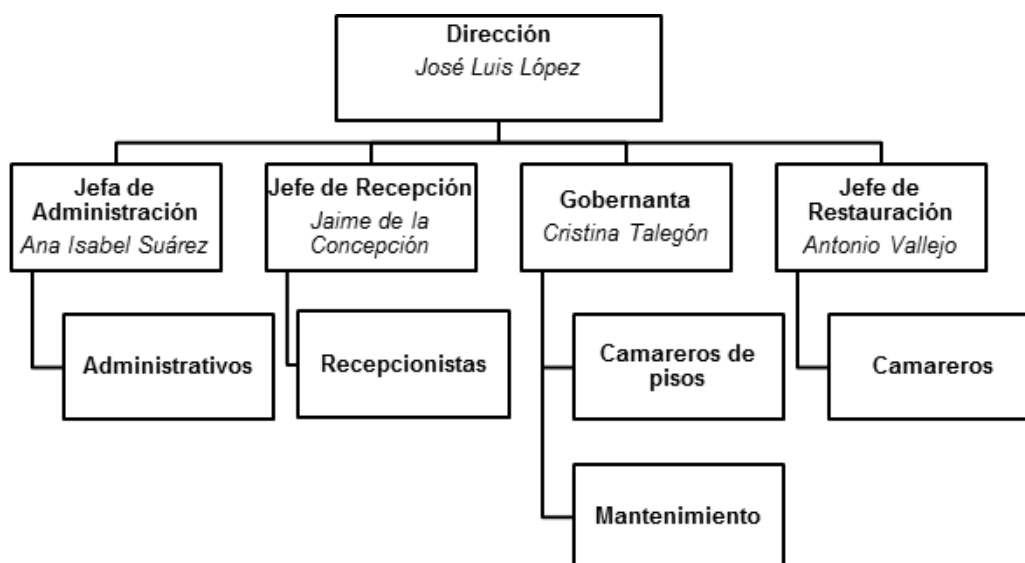 Dirección
José Luis López
Jefa de
Administración
Ana Isabel Suárez
Jefe de Recepción
Jaime de la
Concepción
Gobernanta
Cristina Talegón
Jefe de
Restauración
Antonio Vallejo
Administrativos
Recepcionistas
Camareros de
pisos
Camareros
Mantenimiento